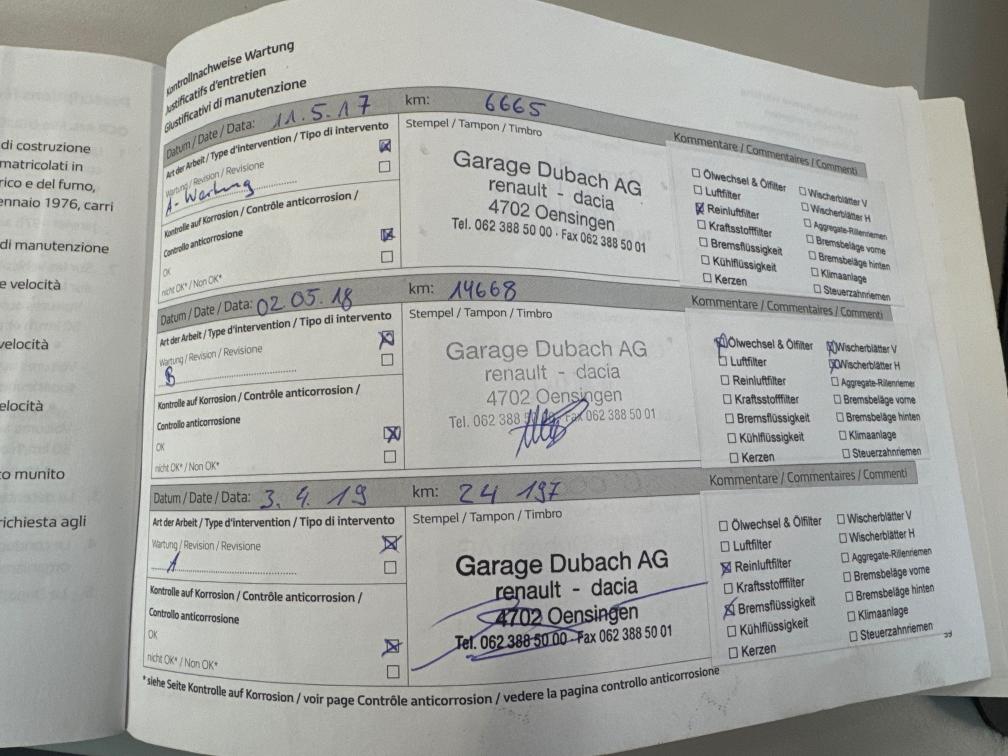 di costruzione
matricolati in
rico e del fumo,
ennaio 1976, carri
di manutenzione
e velocità
velocità
elocità
to munito
richiesta agli
Kontrollnachweise Wartung
Justificatifs d'entretien
Giustificativi di manutenzione
Datum / Date / Data: 11.5.17 km: 6665
Art der Arbeit / Type d'intervention / Tipo di intervento
Wartung / Revision / Revisione
A-Wartung
Kontrolle auf Korrosion / Contrôle anticorrosion /
Controllo anticorrosione
OK
nicht OK* / Non OK*
Stempel / Tampon / Timbro
Garage Dubach AG
renault - dacia
4702 Oensingen
Tel. 062 388 50 00 · Fax 062 388 50 01
Kommentare / Commentaires / Commenti
Ölwechsel & Ölfilter
Luftfilter
Reinluftfilter
Kraftstofffilter
Bremsflüssigkeit
Kühlflüssigkeit
Kerzen
Wischerblätter V
Wischerblätter H
Aggregate-Rillenriemen
Bremsbeläge vorne
Bremsbeläge hinten
Klimaanlage
Steuerzahnriemen
Datum / Date / Data: 02 05. 18 km: 14668
Art der Arbeit / Type d'intervention / Tipo di intervento
Wartung / Revision / Revisione
B
Kontrolle auf Korrosion / Contrôle anticorrosion /
Controllo anticorrosione
OK
nicht OK* / Non OK*
Stempel / Tampon / Timbro
Garage Dubach AG
renault - dacia
4702 Oensingen
Tel. 062 388 Fax 062 388 50 01
Kommentare / Commentaires / Commenti
Ölwechsel & Ölfilter
Luftfilter
Reinluftfilter
Kraftstofffilter
Bremsflüssigkeit
Kühlflüssigkeit
Kerzen
Wischerblätter V
Wischerblätter H
Aggregate-Rillenriemer
Bremsbeläge vorne
Bremsbeläge hinten
Klimaanlage
Steuerzahnriemen
Datum / Date / Data: 3. 4. 19 km: 24 197
Art der Arbeit / Type d'intervention / Tipo di intervento
Wartung / Revision / Revisione
A
Kontrolle auf Korrosion / Contrôle anticorrosion /
Controllo anticorrosione
OK
nicht OK* / Non OK*
Stempel / Tampon / Timbro
Garage Dubach AG
renault - dacia
4702 Oensingen
Tel. 062 388 50 00 · Fax 062 388 50 01
Kommentare / Commentaires / Commenti
Ölwechsel & Ölfilter
Luftfilter
Reinluftfilter
Kraftstofffilter
Bremsflüssigkeit
Kühlflüssigkeit
Kerzen
Wischerblätter V
Wischerblätter H
Aggregate-Rillenriemen
Bremsbeläge vorne
Bremsbeläge hinten
Klimaanlage
Steuerzahnriemen
*siehe Seite Kontrolle auf Korrosion / voir page Contrôle anticorrosion / vedere la pagina controllo anticorrosione